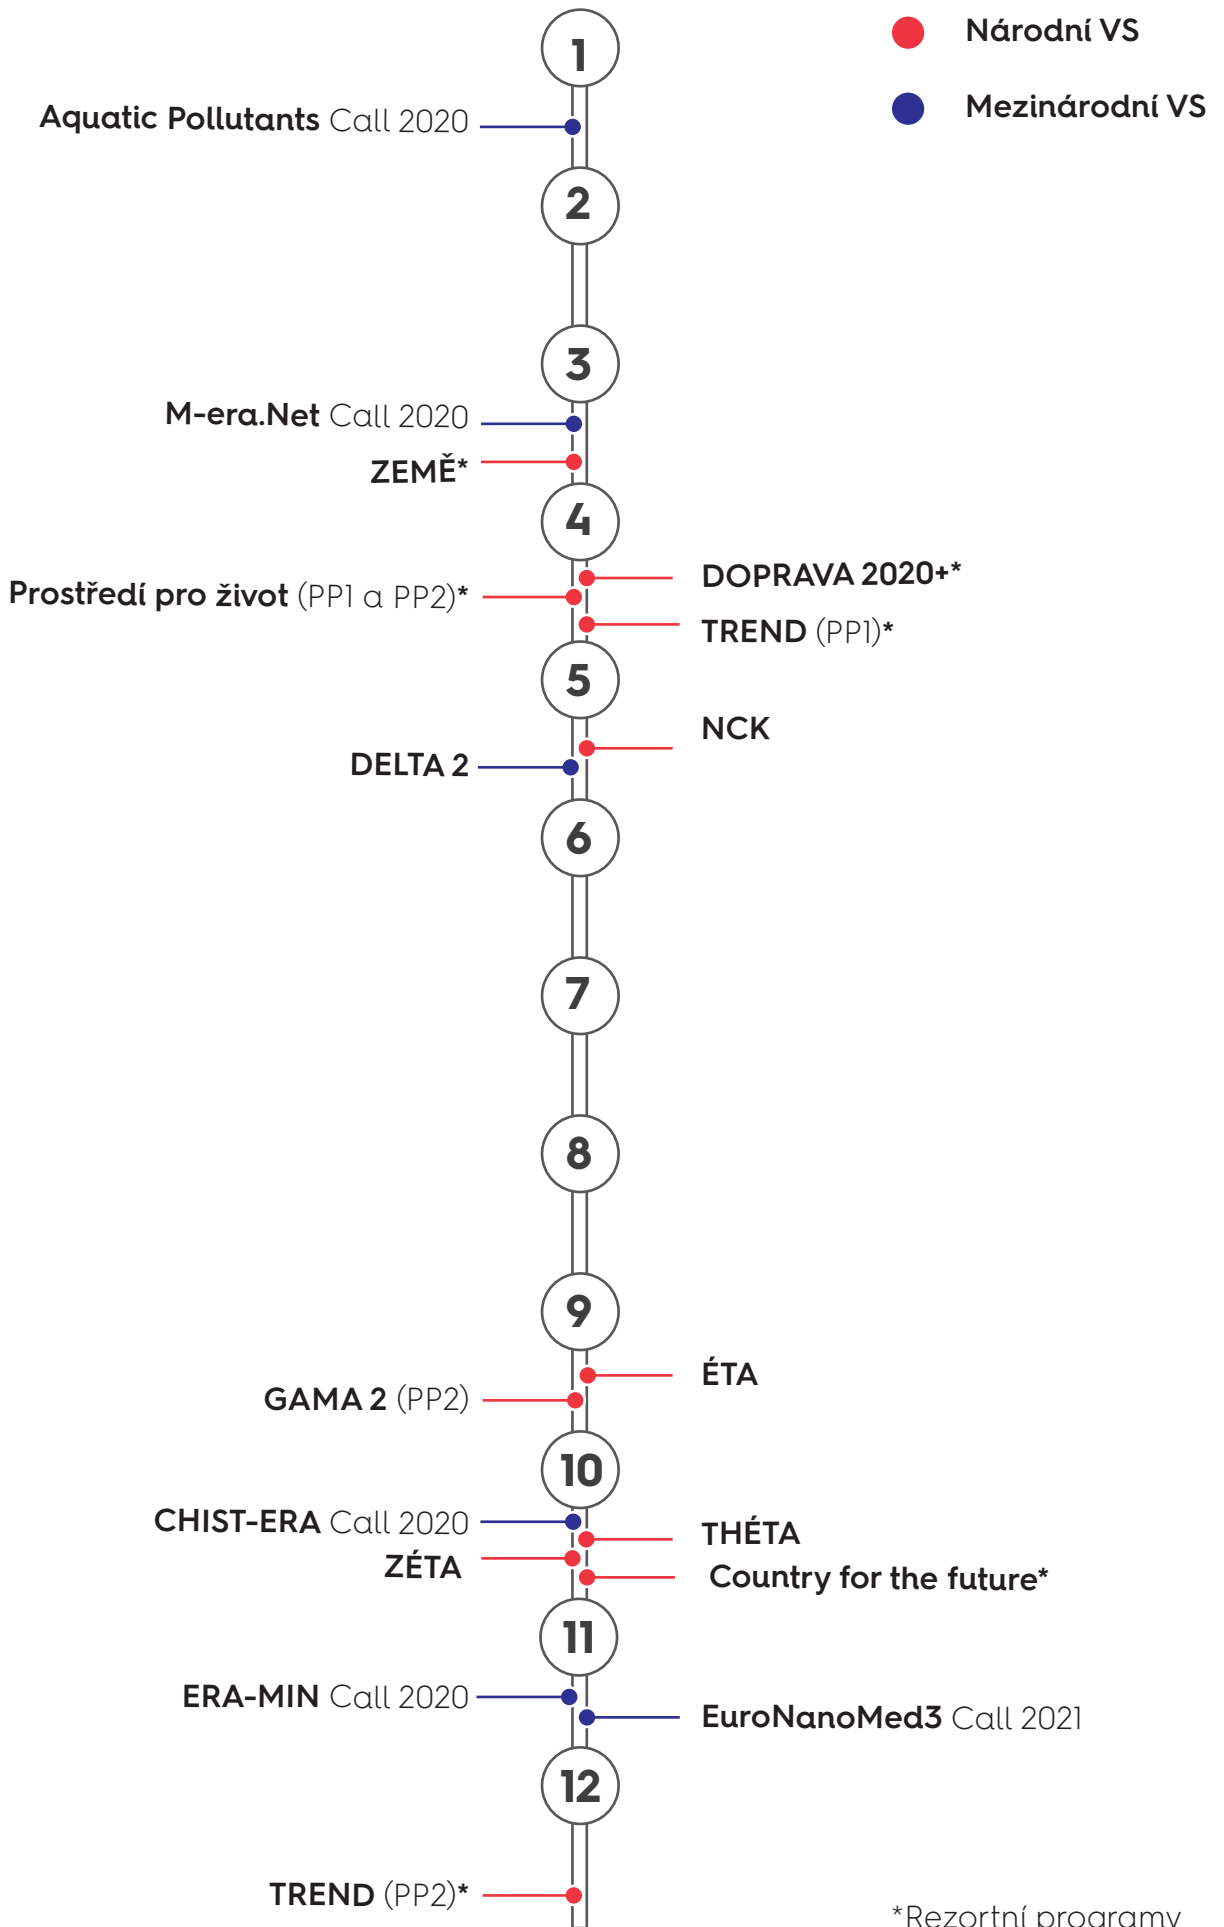 Národní VS
Mezinárodní VS
1
Aquatic Pollutants Call 2020
2
3
M-era.Net Call 2020
ZEMĚ*
4
DOPRAVA 2020+*
Prostředí pro život (PP1 a PP2)*
TREND (PP1)*
5
NCK
DELTA 2
6
7
8
9
ÉTA
GAMA 2 (PP2)
10
CHIST-ERA Call 2020
THÉTA
ZÉTA
Country for the future*
11
ERA-MIN Call 2020
EuroNanoMed3 Call 2021
12
TREND (PP2)*
*Rezortní programy